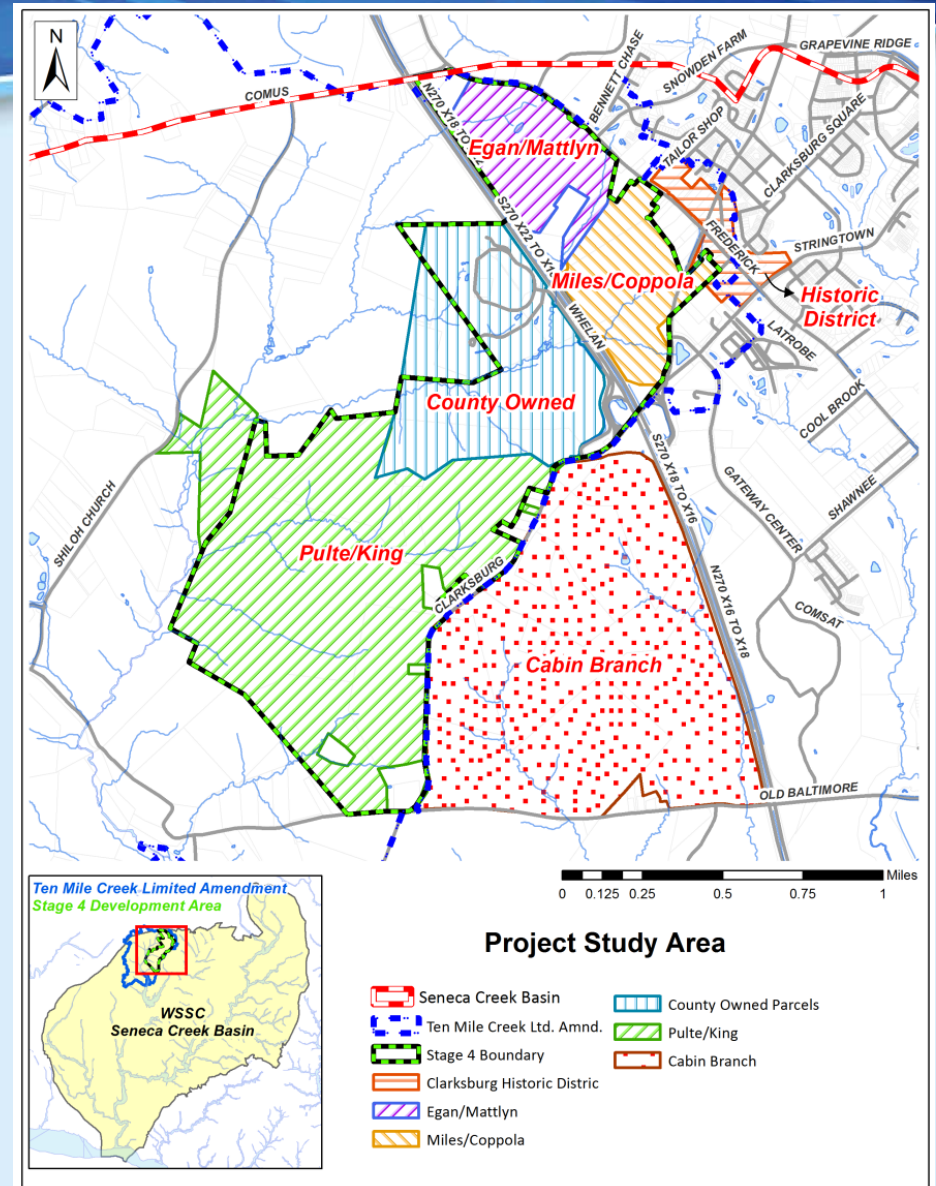 N
COMUS
GRAPEVINE RIDGE
SNOWDEN FARM
BENNETT CHASE
TAILOR SHOP
CLARKSBURG SQUARE
N270 X18 TO
Egan/Mattlyn
S270 X22 TO X18
FREDERICK
STRINGTOWN
Miles/Coppola
Historic
District
WHELAN
LATROBE
County Owned
COOL BROOK
SHAWNEE
GATEWAY CENTER
S270 X18 TO X16
SHILOH CHURCH
Pulte/King
CLARKSBURG
N270 X16 TO X18
COMSAT
Cabin Branch
OLD BALTIMORE
0 0.125 0.25 0.5 0.75 1 Miles
Ten Mile Creek Limited Amendment
Stage 4 Development Area
WSSC
Seneca Creek Basin
Project Study Area
Seneca Creek Basin
Ten Mile Creek Ltd. Amnd.
Stage 4 Boundary
Clarksburg Historic Distric
Egan/Mattlyn
Miles/Coppola
County Owned Parcels
Pulte/King
Cabin Branch